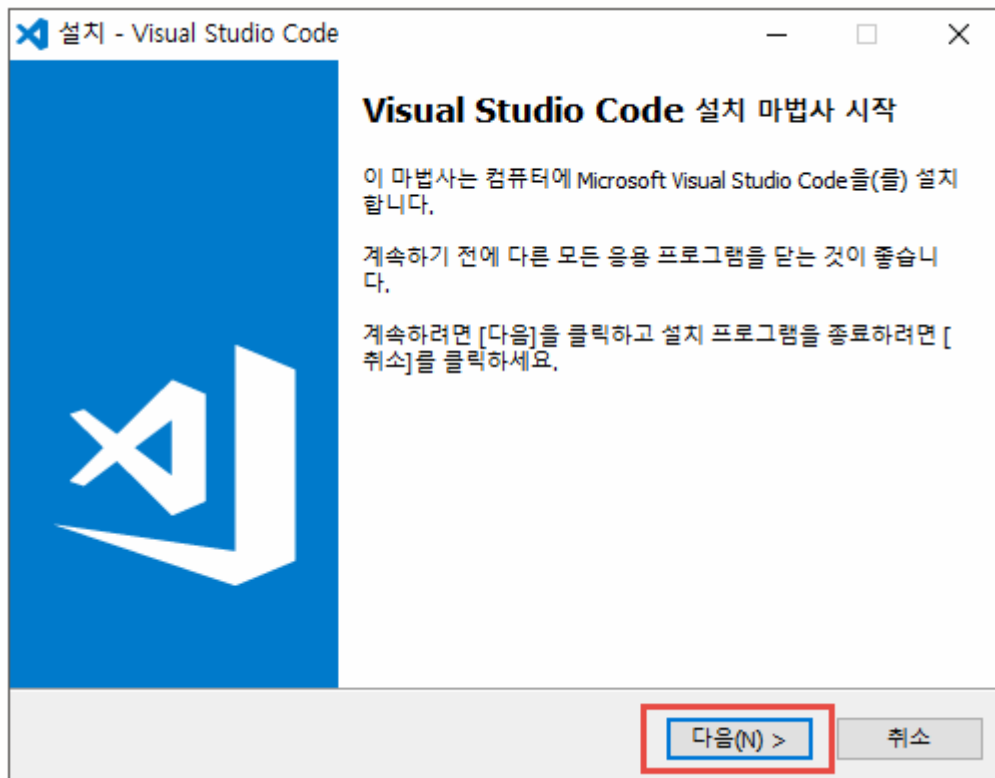 설치 - Visual Studio Code
Visual Studio Code 설치 마법사 시작
이 마법사는 컴퓨터에 Microsoft Visual Studio Code을(를) 설치
합니다.
계속하기 전에 다른 모든 응용 프로그램을 닫는 것이 좋습니
다.
계속하려면 [다음]을 클릭하고 설치 프로그램을 종료하려면 [
취소]를 클릭하세요.
다음(N) > 취소